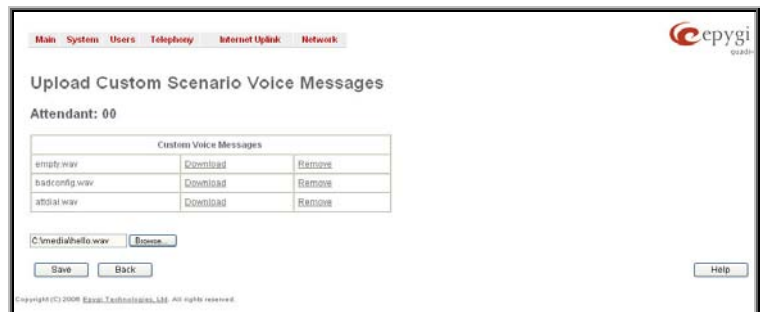 Main System Users Telephony Internet Uplink Network
epygi
quadro
Upload Custom Scenario Voice Messages
Attendant: 00
Custom Voice Messages
empty.wav Download Remove
badconfig.wav Download Remove
attdial.wav Download Remove
C:\media\hello.wav Browse...
Save Back Help
Copyright (C) 2008 Epygi Technologies, Ltd. All rights reserved.